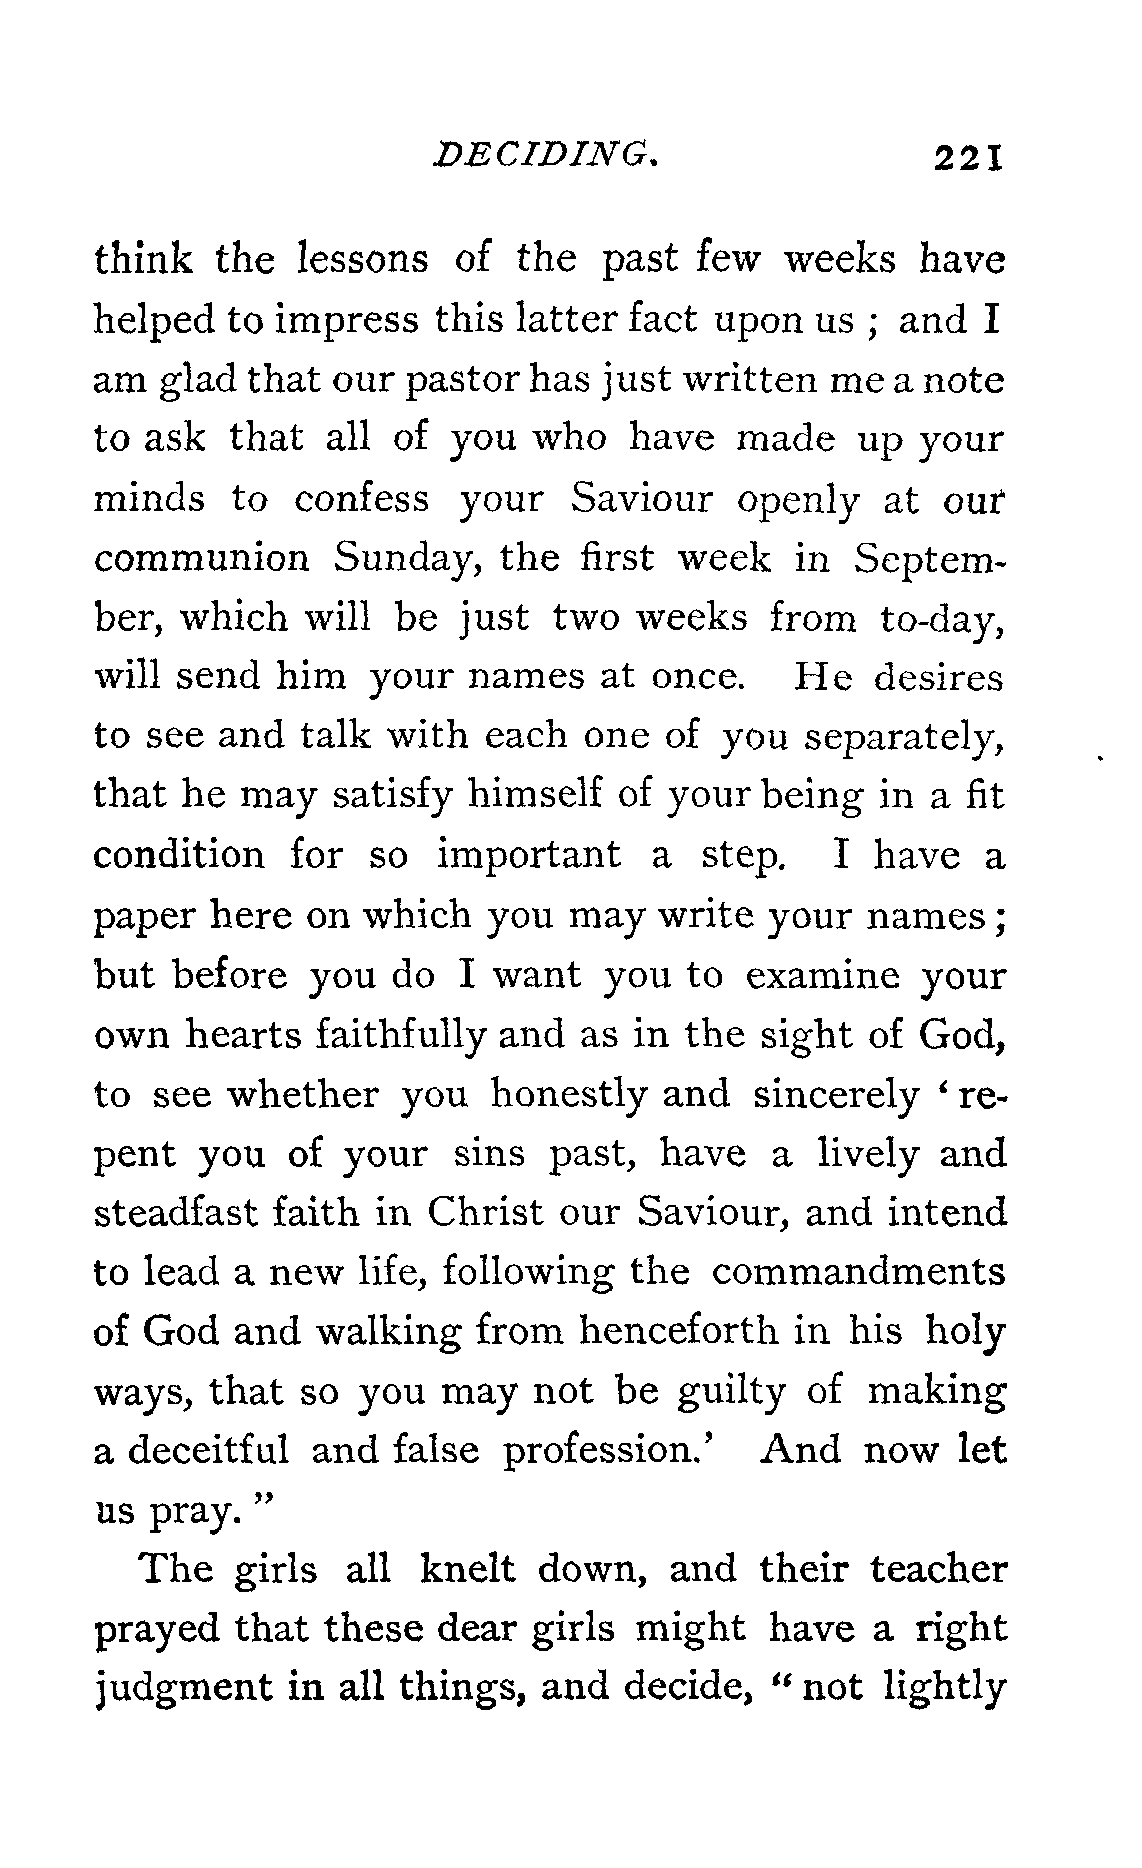 DECIDING. 221
think the lessons of the past few weeks have
helped to impress this latter fact upon us ; and I
am glad that our pastor has just written me a note
to ask that all of you who have made up your
minds to confess your Saviour openly at our
communion Sunday, the first week in Septem-
ber, which will be just two weeks from to-day,
will send him your names at once. He desires
to see and talk with each one of you separately,
that he may satisfy himself of your being in a fit
condition for so important a step. I have a
paper here on which you may write your names ;
but before you do I want you to examine your
own hearts faithfully and as in the sight of God,
to see whether you honestly and sincerely ‘ re-
pent you of your sins past, have a lively and
steadfast faith in Christ our Saviour, and intend
to lead a new life, following the commandments
of God and walking from henceforth in his holy
ways, that so you may not be guilty of making
a deceitful and false profession.’ And now let
us pray. ”
The girls all knelt down, and their teacher
prayed that these dear girls might have a right
judgment in all things, and decide, “ not lightly